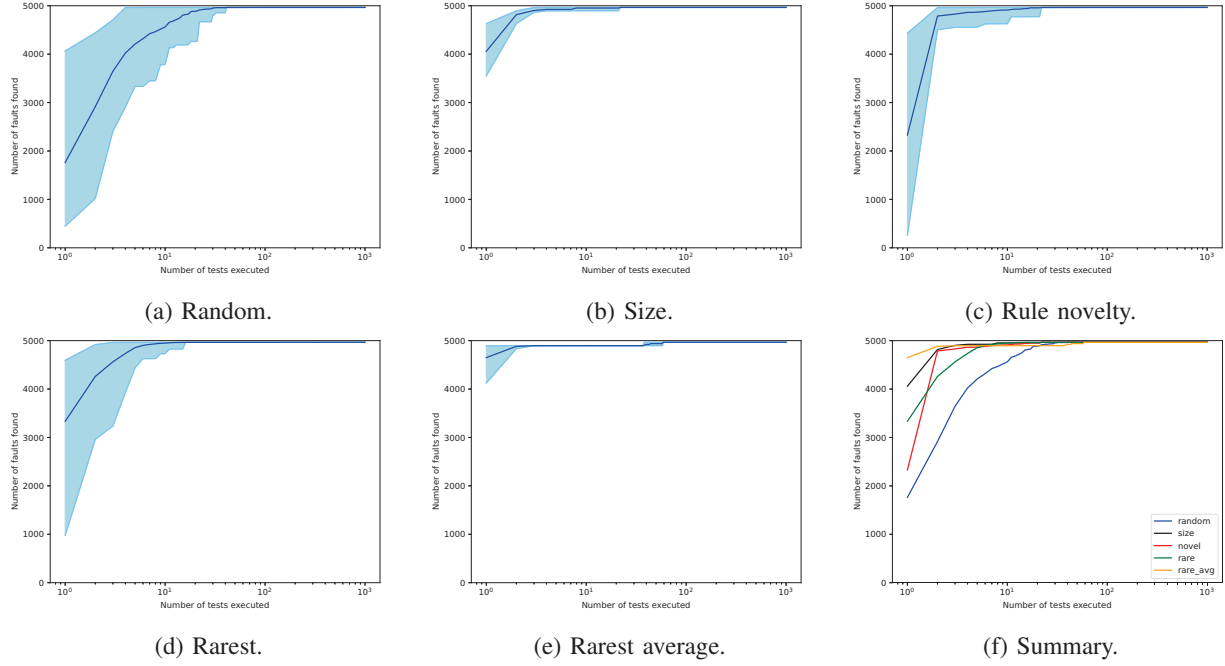 5000
4000
3000
2000
1000
0
Number of faults found
10^0
10^1
10^2
10^3
Number of tests executed
(a) Random.
5000
4000
3000
2000
1000
0
Number of faults found
10^0
10^1
10^2
10^3
Number of tests executed
(b) Size.
5000
4000
3000
2000
1000
0
Number of faults found
10^0
10^1
10^2
10^3
Number of tests executed
(c) Rule novelty.
5000
4000
3000
2000
1000
0
Number of faults found
10^0
10^1
10^2
10^3
Number of tests executed
(d) Rarest.
5000
4000
3000
2000
1000
0
Number of faults found
10^0
10^1
10^2
10^3
Number of tests executed
(e) Rarest average.
5000
4000
3000
2000
1000
0
Number of faults found
random
size
novel
rare
rare_avg
10^0
10^1
10^2
10^3
Number of tests executed
(f) Summary.